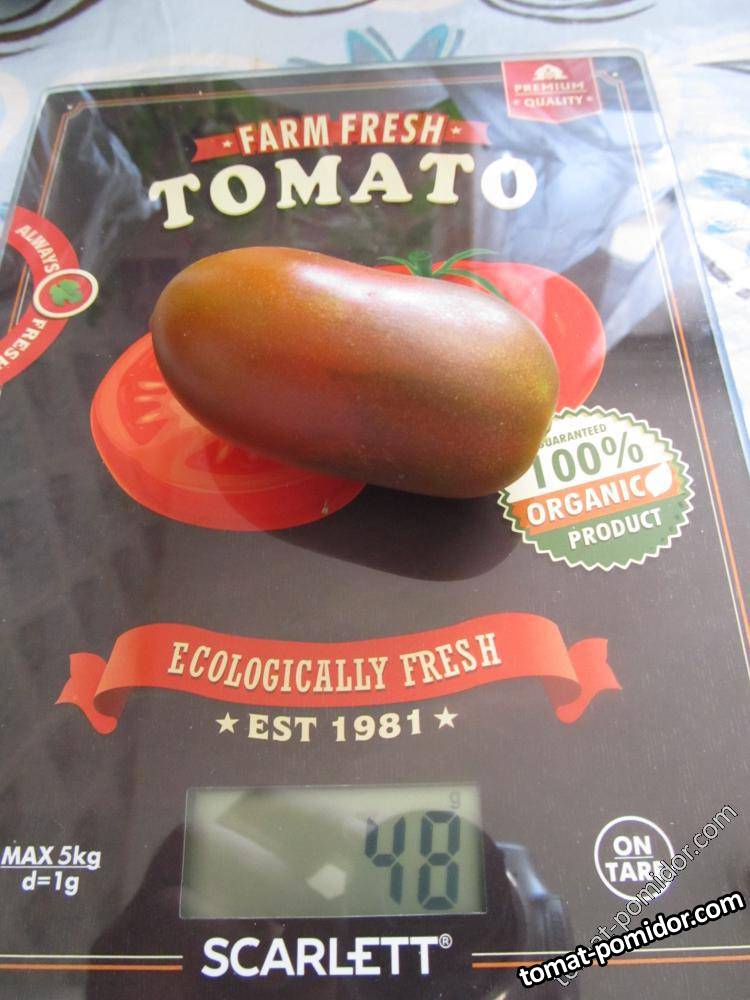 PREMIUM
QUALITY
FARM FRESH
TOMATO
ALWAYS
FRESH
GUARANTEED
100%
ORGANIC
PRODUCT
ECOLOGICALLY FRESH
EST 1981
g
48
MAX 5kg
d=1g
ON
TARE
SCARLETT®
tomat-pomidor.com
tomat-pomidor.com